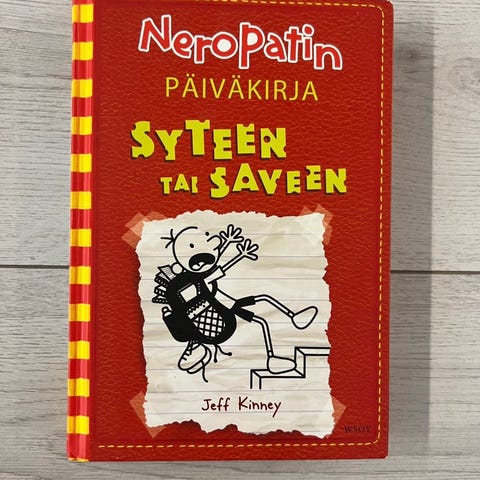 Neropatin
PÄIVÄKIRJA
SYTEEN
TAI SAVEEN
Jeff Kinney
WSOY